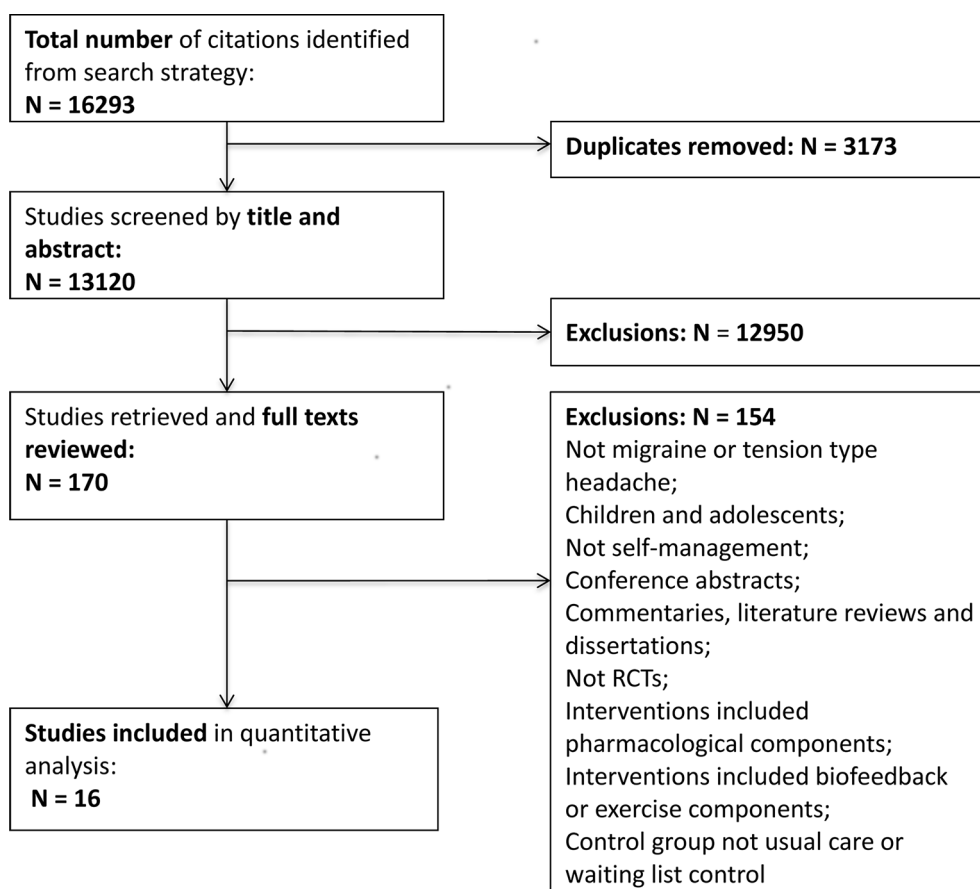 Total number of citations identified
from search strategy:
N = 16293
Duplicates removed: N = 3173
Studies screened by title and
abstract:
N = 13120
Exclusions: N = 12950
Studies retrieved and full texts
reviewed:
N = 170
Exclusions: N = 154
Not migraine or tension type
headache;
Children and adolescents;
Not self-management;
Conference abstracts;
Commentaries, literature reviews and
dissertations;
Not RCTs;
Interventions included
pharmacological components;
Interventions included biofeedback
or exercise components;
Control group not usual care or
waiting list control
Studies included in quantitative
analysis:
N = 16